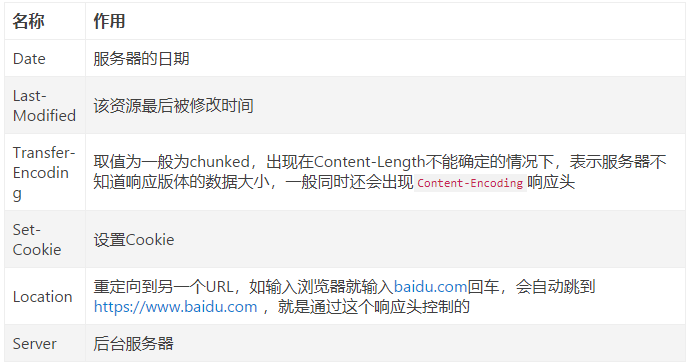 名称 作用
Date 服务器的日期
Last-
Modified
该资源最后被修改时间
Transfer-
Encodin
g
取值为一般为chunked，出现在Content-Length不能确定的情况下，表示服务器不
知道响应版体的数据大小，一般同时还会出现 Content-Encoding 响应头
Set-
Cookie
设置Cookie
Location
重定向到另一个URL，如输入浏览器就输入baidu.com回车，会自动跳到
https://www.baidu.com ，就是通过这个响应头控制的
Server 后台服务器